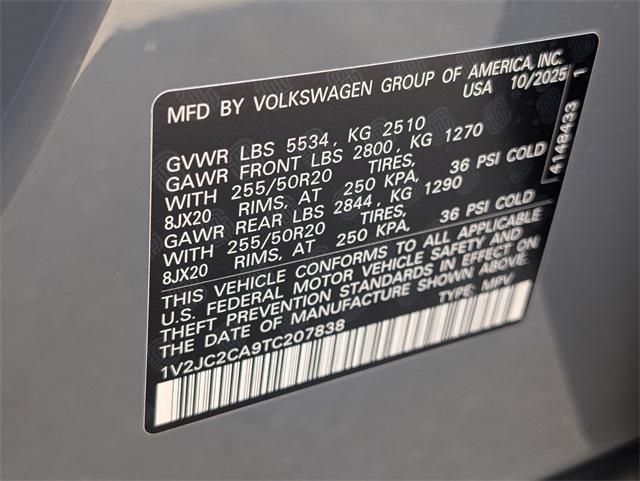 MFD BY VOLKSWAGEN GROUP OF AMERICA, INC.
USA 10/2025
GVWR LBS 5534, KG 2510
GAWR FRONT LBS 2800, KG 1270
WITH 255/50R20 TIRES,
8JX20 RIMS, AT 250 KPA, 36 PSI COLD
GAWR REAR LBS 2844, KG 1290
WITH 255/50R20 TIRES,
8JX20 RIMS, AT 250 KPA, 36 PSI COLD
THIS VEHICLE CONFORMS TO ALL APPLICABLE
U.S. FEDERAL MOTOR VEHICLE SAFETY AND
THEFT PREVENTION STANDARDS IN EFFECT ON
THE DATE OF MANUFACTURE SHOWN ABOVE.
1V2JC2CA9TC207838 TYPE: MPV
4148433 1